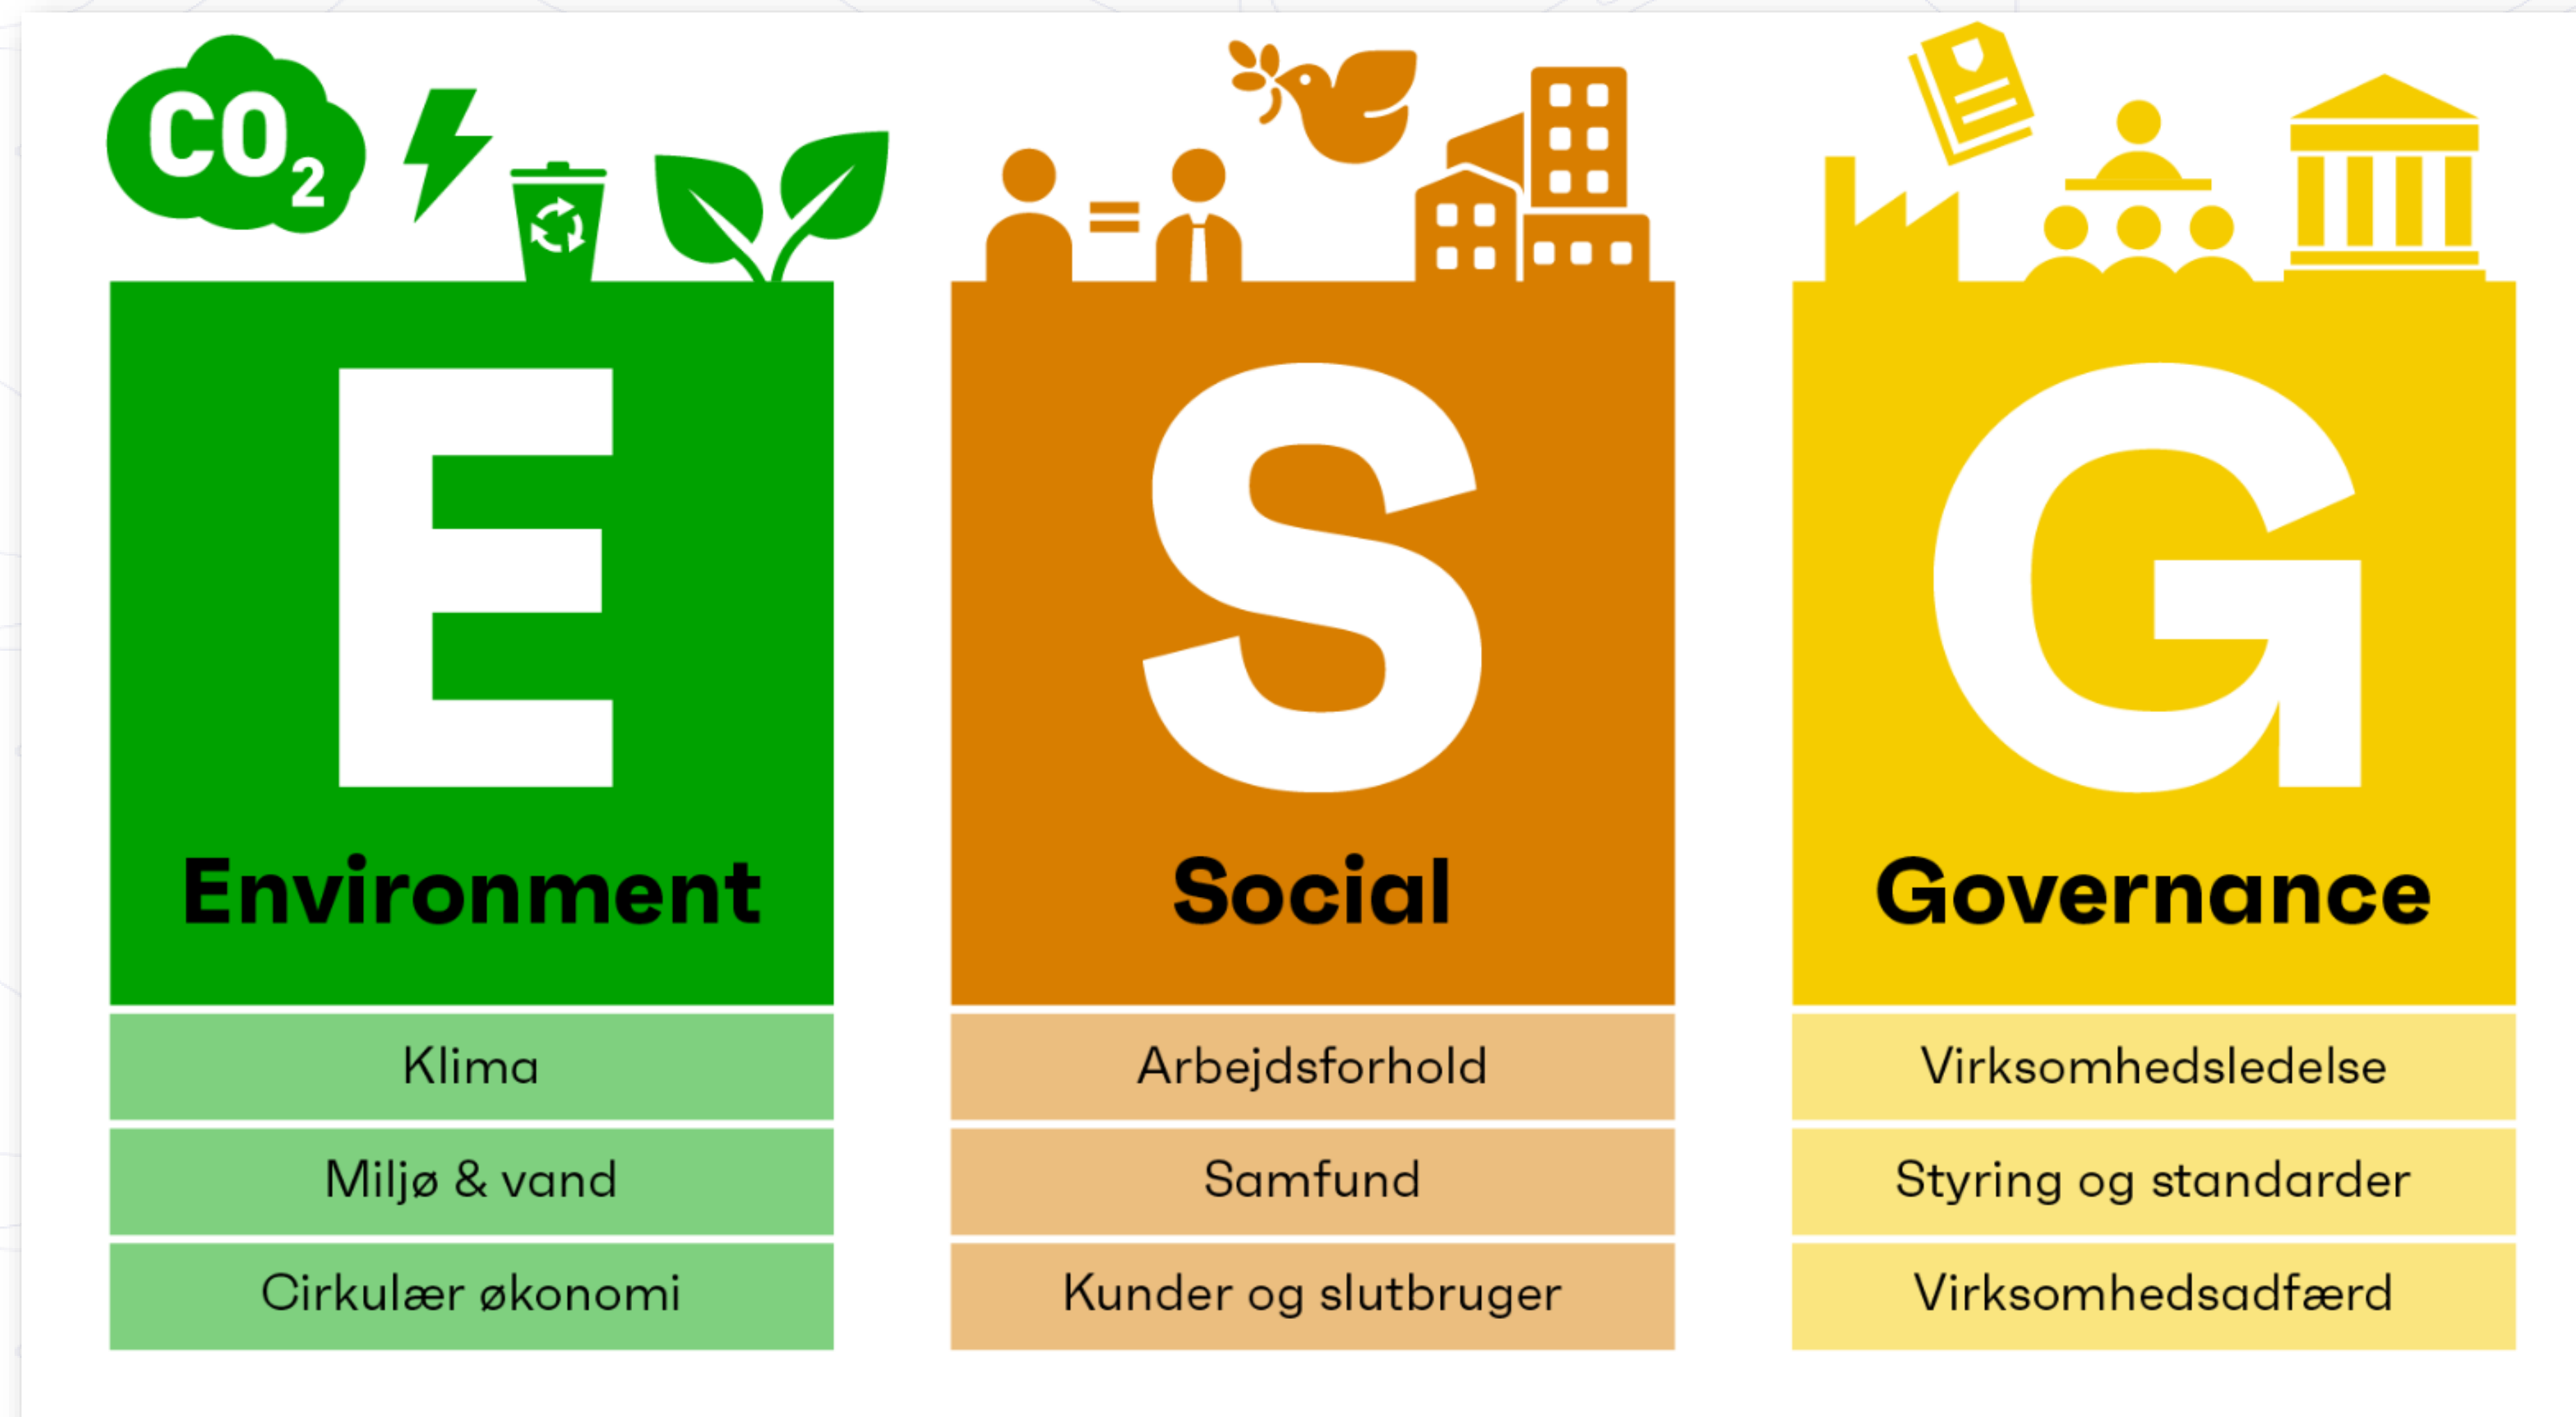 CO₂
E
Environment
Klima
Miljø & vand
Cirkulær økonomi
S
Social
Arbejdsforhold
Samfund
Kunder og slutbruger
G
Governance
Virksomhedsledelse
Styring og standarder
Virksomhedsadfærd